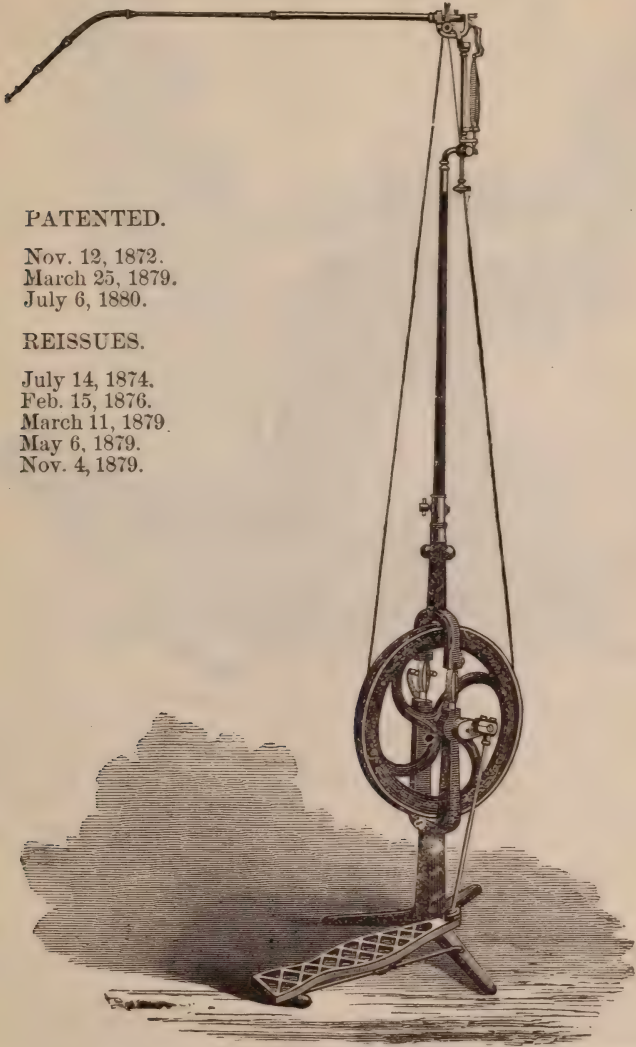 PATENTED.
Nov. 12, 1872.
March 25, 1879.
July 6, 1880.
REISSUES.
July 14, 1874.
Feb. 15, 1876.
March 11, 1879.
May 6, 1879.
Nov. 4, 1879.